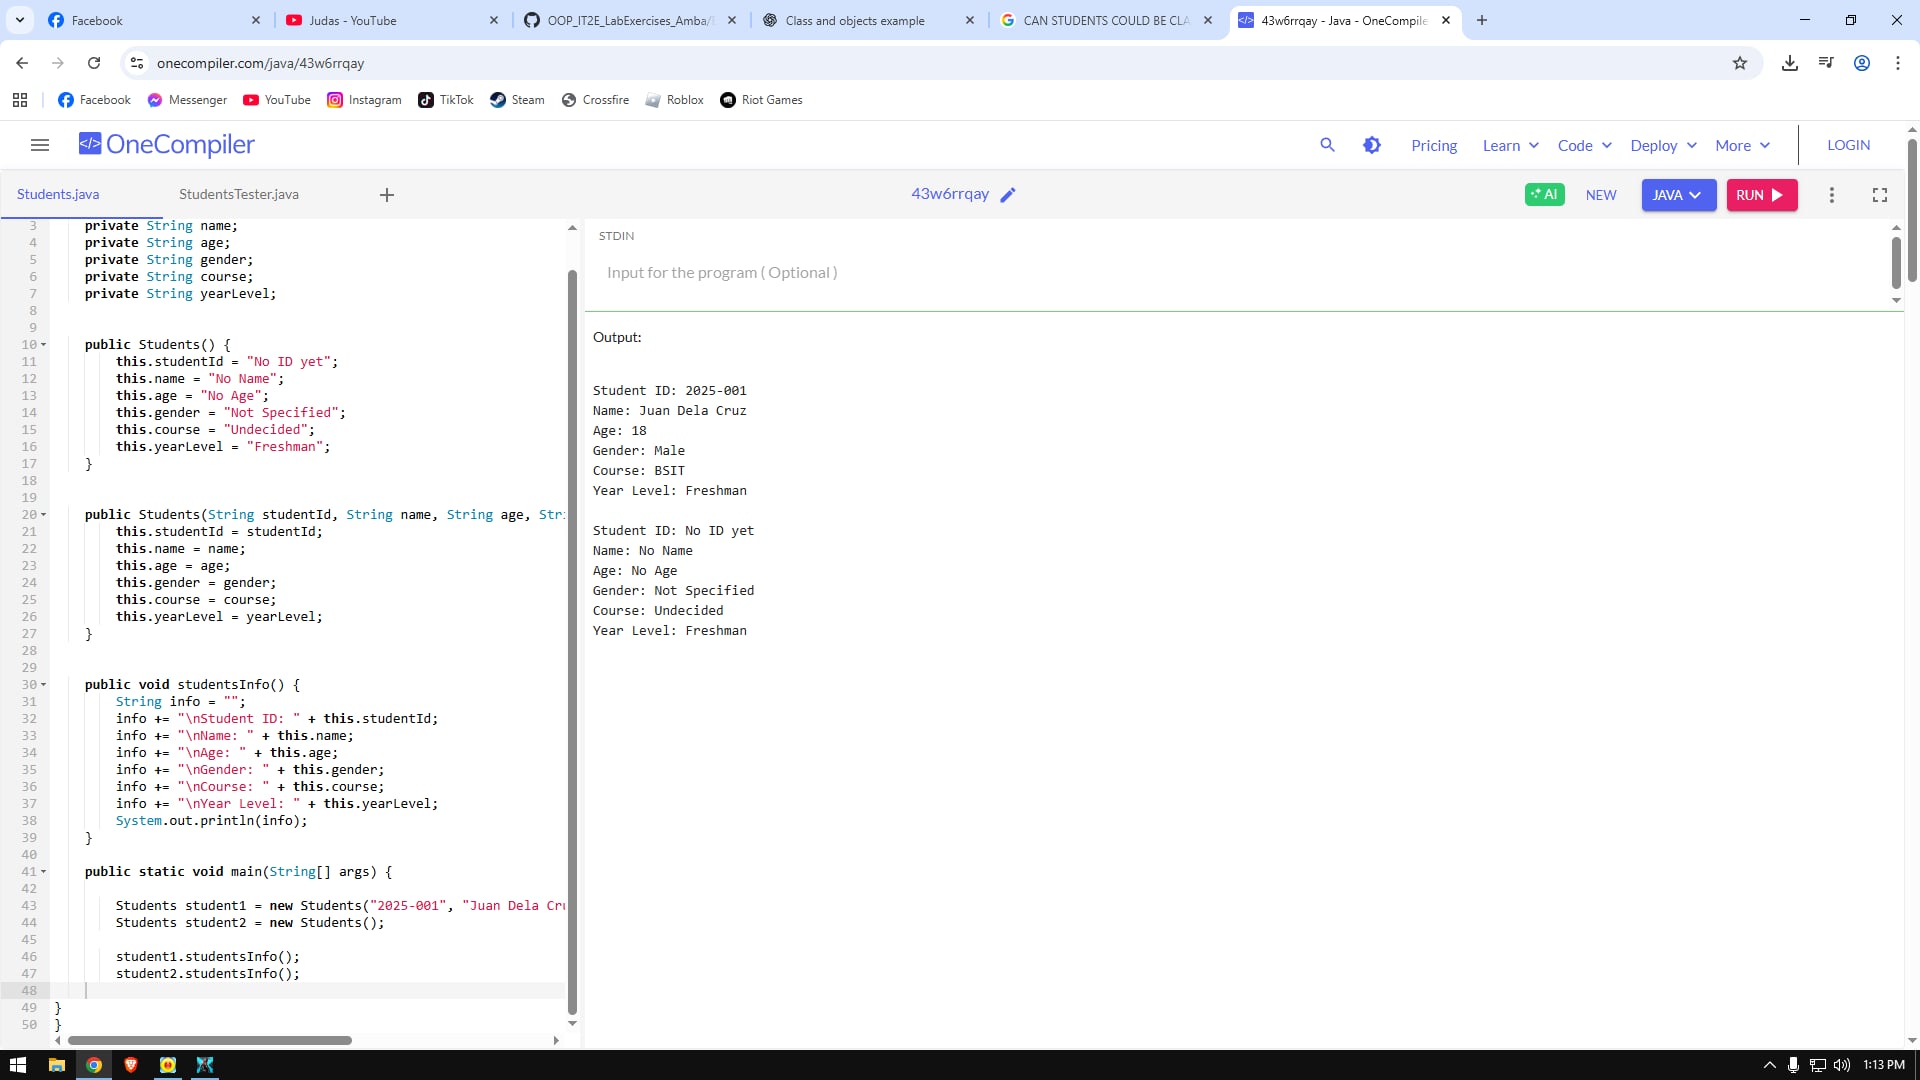 Facebook
Judas - YouTube
OOP_IT2E_LabExercises_Amba/
Class and objects example
CAN STUDENTS COULD BE CLA
43w6rrqay - Java - OneCompile
onecompiler.com/java/43w6rrqay
Facebook
Messenger
YouTube
Instagram
TikTok
Steam
Crossfire
Roblox
Riot Games
</> OneCompiler
Pricing
Learn
Code
Deploy
More
LOGIN
Students.java
StudentsTester.java
43w6rrqay
AI
NEW
JAVA
RUN
3 private String name;
4 private String age;
5 private String gender;
6 private String course;
7 private String yearLevel;
8
9
10 public Students() {
11 this.studentId = "No ID yet";
12 this.name = "No Name";
13 this.age = "No Age";
14 this.gender = "Not Specified";
15 this.course = "Undecided";
16 this.yearLevel = "Freshman";
17 }
18
19
20 public Students(String studentId, String name, String age, Str
21 this.studentId = studentId;
22 this.name = name;
23 this.age = age;
24 this.gender = gender;
25 this.course = course;
26 this.yearLevel = yearLevel;
27 }
28
29
30 public void studentsInfo() {
31 String info = "";
32 info += "\nStudent ID: " + this.studentId;
33 info += "\nName: " + this.name;
34 info += "\nAge: " + this.age;
35 info += "\nGender: " + this.gender;
36 info += "\nCourse: " + this.course;
37 info += "\nYear Level: " + this.yearLevel;
38 System.out.println(info);
39 }
40
41 public static void main(String[] args) {
42
43 Students student1 = new Students("2025-001", "Juan Dela Cru
44 Students student2 = new Students();
45
46 student1.studentsInfo();
47 student2.studentsInfo();
48
49 }
50 }
STDIN
Input for the program ( Optional )
Output:
Student ID: 2025-001
Name: Juan Dela Cruz
Age: 18
Gender: Male
Course: BSIT
Year Level: Freshman
Student ID: No ID yet
Name: No Name
Age: No Age
Gender: Not Specified
Course: Undecided
Year Level: Freshman
1:13 PM